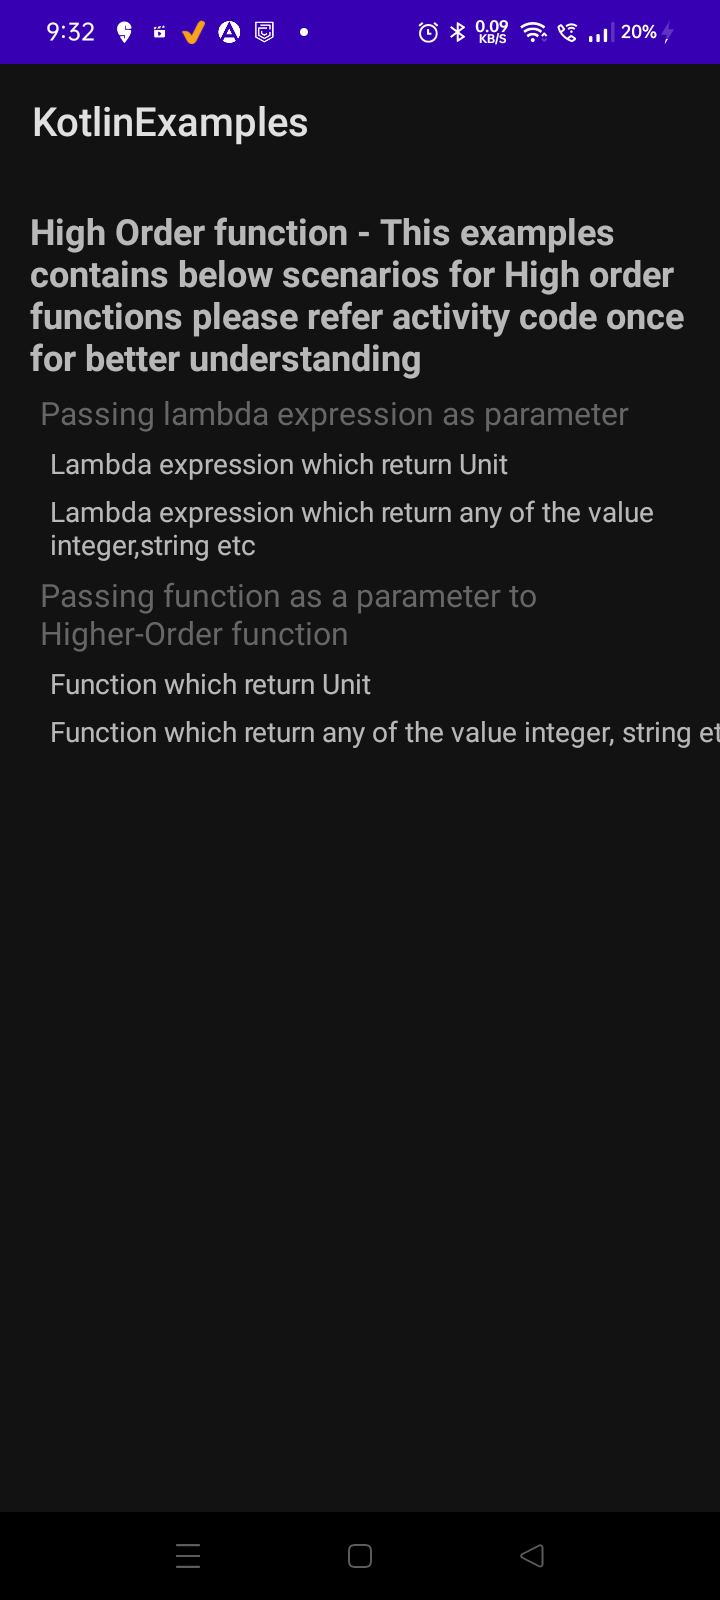 9:32
0.09
KB/S
20%
KotlinExamples
High Order function - This examples
contains below scenarios for High order
functions please refer activity code once
for better understanding
Passing lambda expression as parameter
Lambda expression which return Unit
Lambda expression which return any of the value
integer,string etc
Passing function as a parameter to
Higher-Order function
Function which return Unit
Function which return any of the value integer, string et